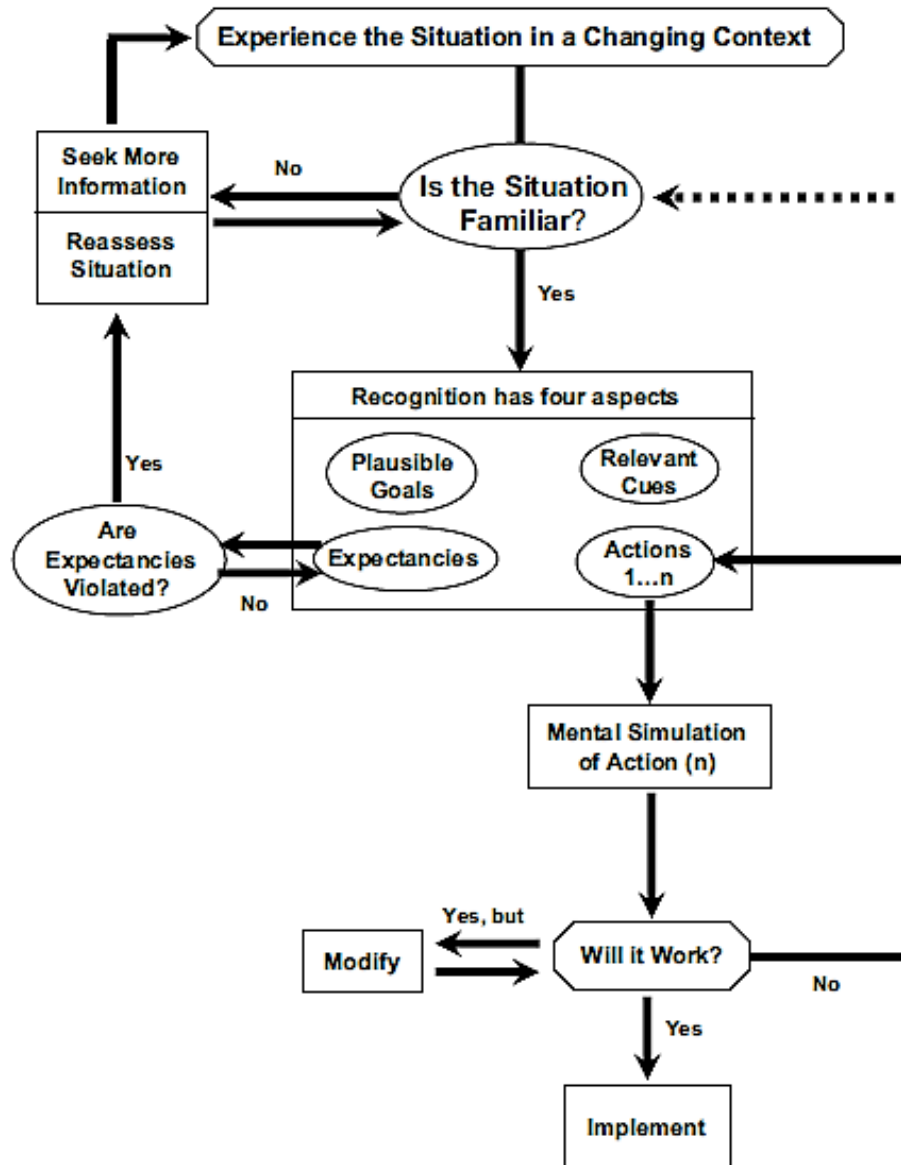 Experience the Situation in a Changing Context
Seek More
Information
No
Is the Situation
Familiar?
Reassess
Situation
Yes
Recognition has four aspects
Plausible
Goals
Relevant
Cues
Yes
Are
Expectancies
Violated?
Expectancies
Actions
1...n
No
Mental Simulation
of Action (n)
Yes, but
Modify
Will it Work?
No
Yes
Implement